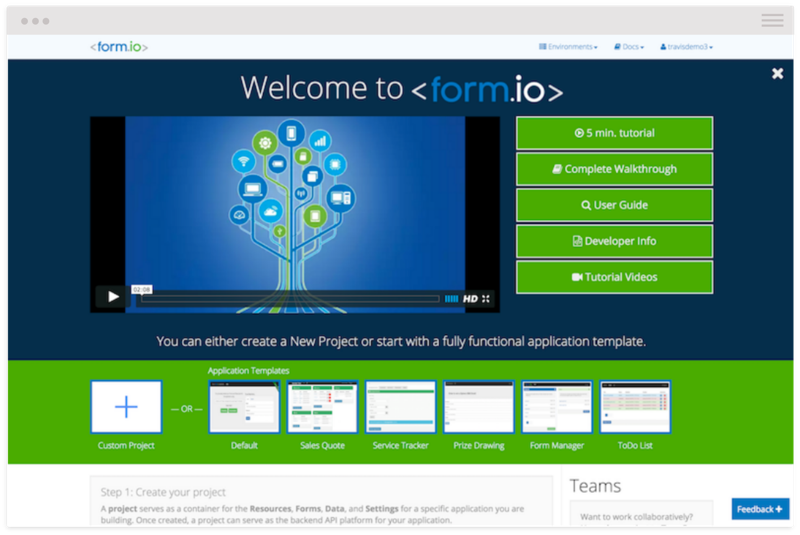 <form.io>
Environments
Docs
travisdemo3
Welcome to <form.io>
5 min. tutorial
Complete Walkthrough
User Guide
Developer Info
Tutorial Videos
02:08
HD
You can either create a New Project or start with a fully functional application template.
Application Templates
— OR —
Custom Project
Default
Sales Quote
Service Tracker
Prize Drawing
Form Manager
ToDo List
Step 1: Create your project
A project serves as a container for the Resources, Forms, Data, and Settings for a specific application you are
building. Once created, a project can serve as the backend API platform for your application.
Teams
Want to work collaboratively?
Feedback +